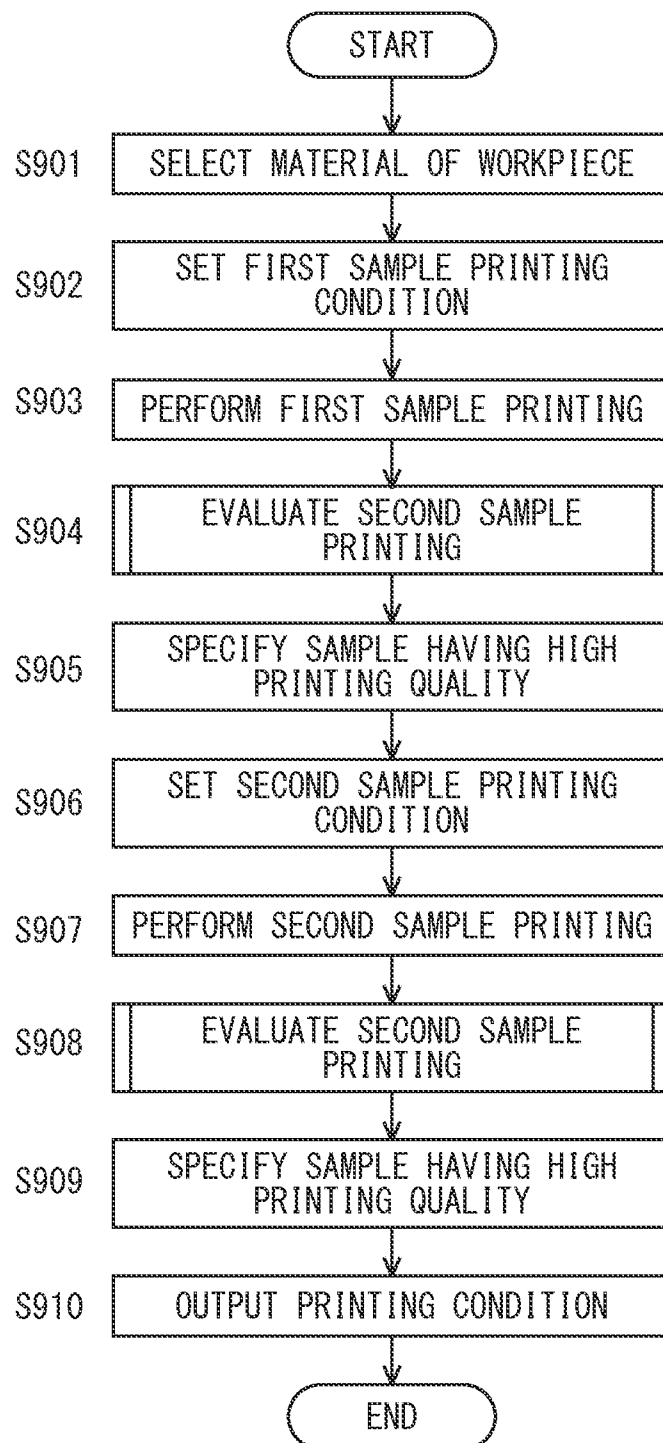 START
S901 SELECT MATERIAL OF WORKPIECE
S902 SET FIRST SAMPLE PRINTING
CONDITION
S903 PERFORM FIRST SAMPLE PRINTING
S904 EVALUATE SECOND SAMPLE
PRINTING
S905 SPECIFY SAMPLE HAVING HIGH
PRINTING QUALITY
S906 SET SECOND SAMPLE PRINTING
CONDITION
S907 PERFORM SECOND SAMPLE PRINTING
S908 EVALUATE SECOND SAMPLE
PRINTING
S909 SPECIFY SAMPLE HAVING HIGH
PRINTING QUALITY
S910 OUTPUT PRINTING CONDITION
END